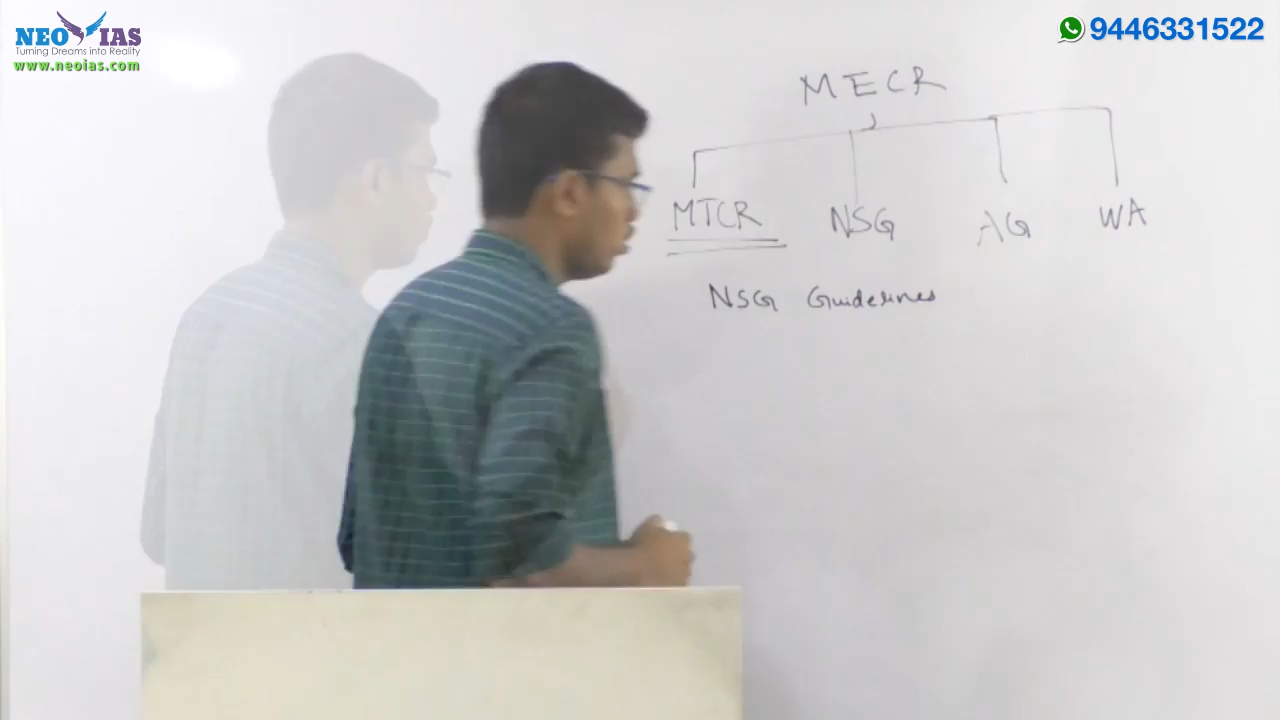 NEO IAS
Turning Dreams into Reality
www.neoias.com
9446331522
MECR
MTCR NSG AG WA
NSG Guidelines